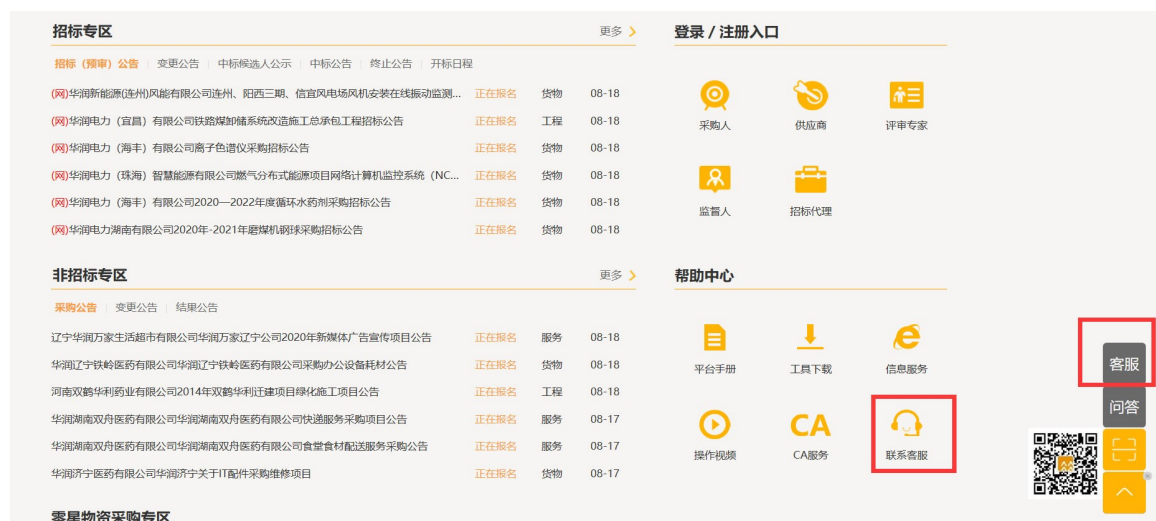 招标专区 更多
招标（预审）公告 变更公告 中标候选人公示 中标公告 终止公告 开标日程
(网)华润新能源(连州)风能有限公司连州、阳西三期、信宜风电场风机安装在线振动监测... 正在报名 货物 08-18
(网)华润电力（宜昌）有限公司铁路煤卸储系统改造施工总承包工程招标公告 正在报名 工程 08-18
(网)华润电力（海丰）有限公司离子色谱仪采购招标公告 正在报名 货物 08-18
(网)华润电力（珠海）智慧能源有限公司燃气分布式能源项目网络计算机监控系统（NC... 正在报名 货物 08-18
(网)华润电力（海丰）有限公司2020—2022年度循环水药剂采购招标公告 正在报名 货物 08-18
(网)华润电力湖南有限公司2020年-2021年磨煤机钢球采购招标公告 正在报名 货物 08-18
登录 / 注册入口
采购人 供应商 评审专家
监督人 招标代理
非招标专区 更多
采购公告 变更公告 结果公告
辽宁华润万家生活超市有限公司华润万家辽宁公司2020年新媒体广告宣传项目公告 正在报名 服务 08-18
华润辽宁铁岭医药有限公司华润辽宁铁岭医药有限公司采购办公设备耗材公告 正在报名 货物 08-18
河南双鹤华利药业有限公司2014年双鹤华利迁建项目绿化施工项目公告 正在报名 工程 08-18
华润湖南双舟医药有限公司华润湖南双舟医药有限公司快递服务采购项目公告 正在报名 服务 08-17
华润湖南双舟医药有限公司华润湖南双舟医药有限公司食堂食材配送服务采购公告 正在报名 服务 08-17
华润济宁医药有限公司华润济宁关于IT配件采购维修项目 正在报名 货物 08-17
帮助中心
平台手册 工具下载 信息服务
CA
操作视频 CA服务 联系客服
客服
问答
零星物资采购专区